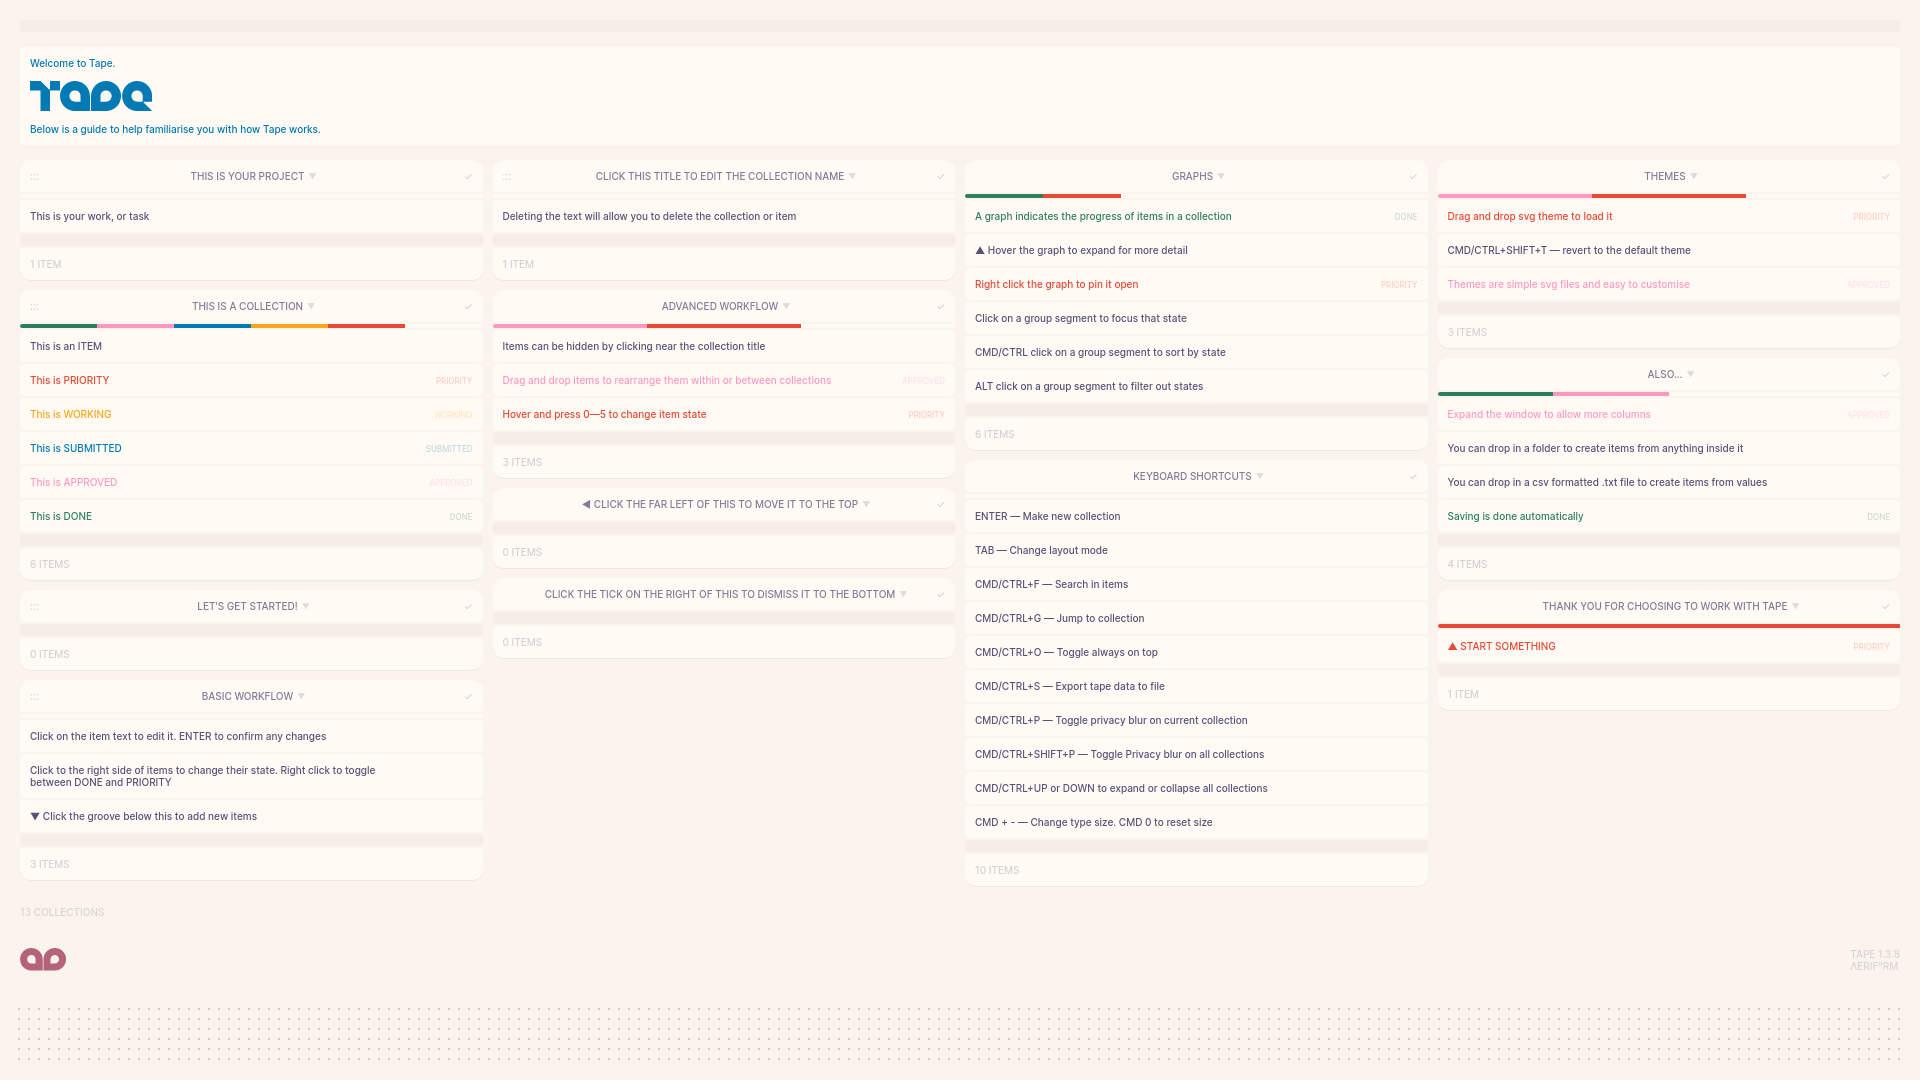 Welcome to Tape.
TAPE
Below is a guide to help familiarise you with how Tape works.
::: THIS IS YOUR PROJECT ▼ ✓
This is your work, or task
1 ITEM
::: THIS IS A COLLECTION ▼ ✓
This is an ITEM
This is PRIORITY PRIORITY
This is WORKING WORKING
This is SUBMITTED SUBMITTED
This is APPROVED APPROVED
This is DONE DONE
6 ITEMS
::: LET'S GET STARTED! ▼ ✓
0 ITEMS
::: BASIC WORKFLOW ▼ ✓
Click on the item text to edit it. ENTER to confirm any changes
Click to the right side of items to change their state. Right click to toggle
between DONE and PRIORITY
▼ Click the groove below this to add new items
3 ITEMS
::: CLICK THIS TITLE TO EDIT THE COLLECTION NAME ▼ ✓
Deleting the text will allow you to delete the collection or item
1 ITEM
ADVANCED WORKFLOW ▼ ✓
Items can be hidden by clicking near the collection title
Drag and drop items to rearrange them within or between collections APPROVED
Hover and press 0—5 to change item state PRIORITY
3 ITEMS
◀ CLICK THE FAR LEFT OF THIS TO MOVE IT TO THE TOP ▼ ✓
0 ITEMS
CLICK THE TICK ON THE RIGHT OF THIS TO DISMISS IT TO THE BOTTOM ▼ ✓
0 ITEMS
GRAPHS ▼ ✓
A graph indicates the progress of items in a collection DONE
▲ Hover the graph to expand for more detail
Right click the graph to pin it open PRIORITY
Click on a group segment to focus that state
CMD/CTRL click on a group segment to sort by state
ALT click on a group segment to filter out states
6 ITEMS
KEYBOARD SHORTCUTS ▼ ✓
ENTER — Make new collection
TAB — Change layout mode
CMD/CTRL+F — Search in items
CMD/CTRL+G — Jump to collection
CMD/CTRL+O — Toggle always on top
CMD/CTRL+S — Export tape data to file
CMD/CTRL+P — Toggle privacy blur on current collection
CMD/CTRL+SHIFT+P — Toggle Privacy blur on all collections
CMD/CTRL+UP or DOWN to expand or collapse all collections
CMD + - — Change type size. CMD 0 to reset size
10 ITEMS
THEMES ▼ ✓
Drag and drop svg theme to load it PRIORITY
CMD/CTRL+SHIFT+T — revert to the default theme
Themes are simple svg files and easy to customise APPROVED
3 ITEMS
ALSO... ▼ ✓
Expand the window to allow more columns APPROVED
You can drop in a folder to create items from anything inside it
You can drop in a csv formatted .txt file to create items from values
Saving is done automatically DONE
4 ITEMS
THANK YOU FOR CHOOSING TO WORK WITH TAPE ▼ ✓
▲ START SOMETHING PRIORITY
1 ITEM
13 COLLECTIONS
TAPE 1.3.8
ΛERIF°RM